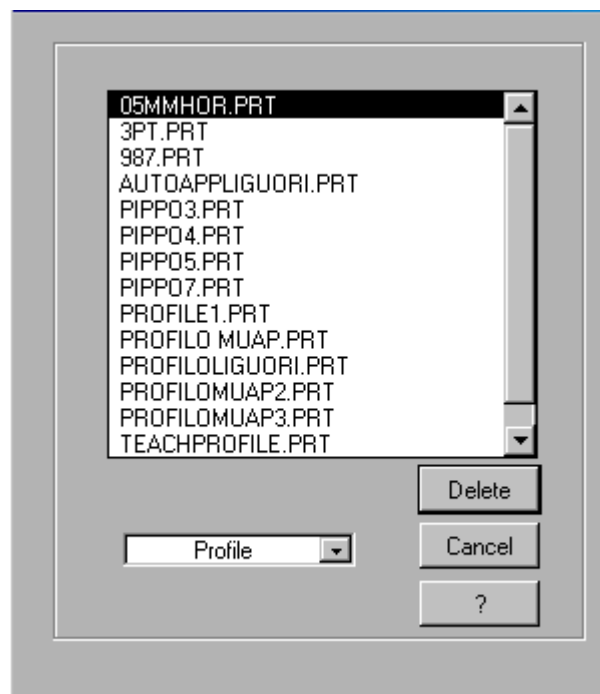 05MMHOR.PRT
3PT.PRT
987.PRT
AUTOAPPLIGUORI.PRT
PIPPO3.PRT
PIPPO4.PRT
PIPPO5.PRT
PIPPO7.PRT
PROFILE1.PRT
PROFILO MUAP.PRT
PROFILOLIGUORI.PRT
PROFILOMUAP2.PRT
PROFILOMUAP3.PRT
TEACHPROFILE.PRT
Delete
Profile
Cancel
?